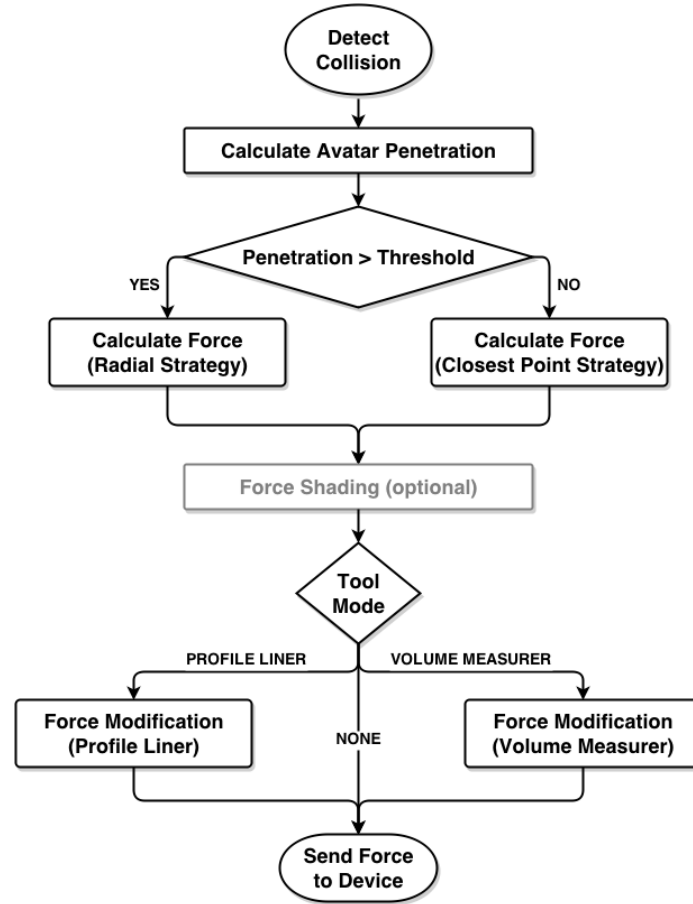 Detect
Collision
Calculate Avatar Penetration
Penetration > Threshold
YES
NO
Calculate Force
(Radial Strategy)
Calculate Force
(Closest Point Strategy)
Force Shading (optional)
Tool
Mode
PROFILE LINER
VOLUME MEASURER
Force Modification
(Profile Liner)
NONE
Force Modification
(Volume Measurer)
Send Force
to Device